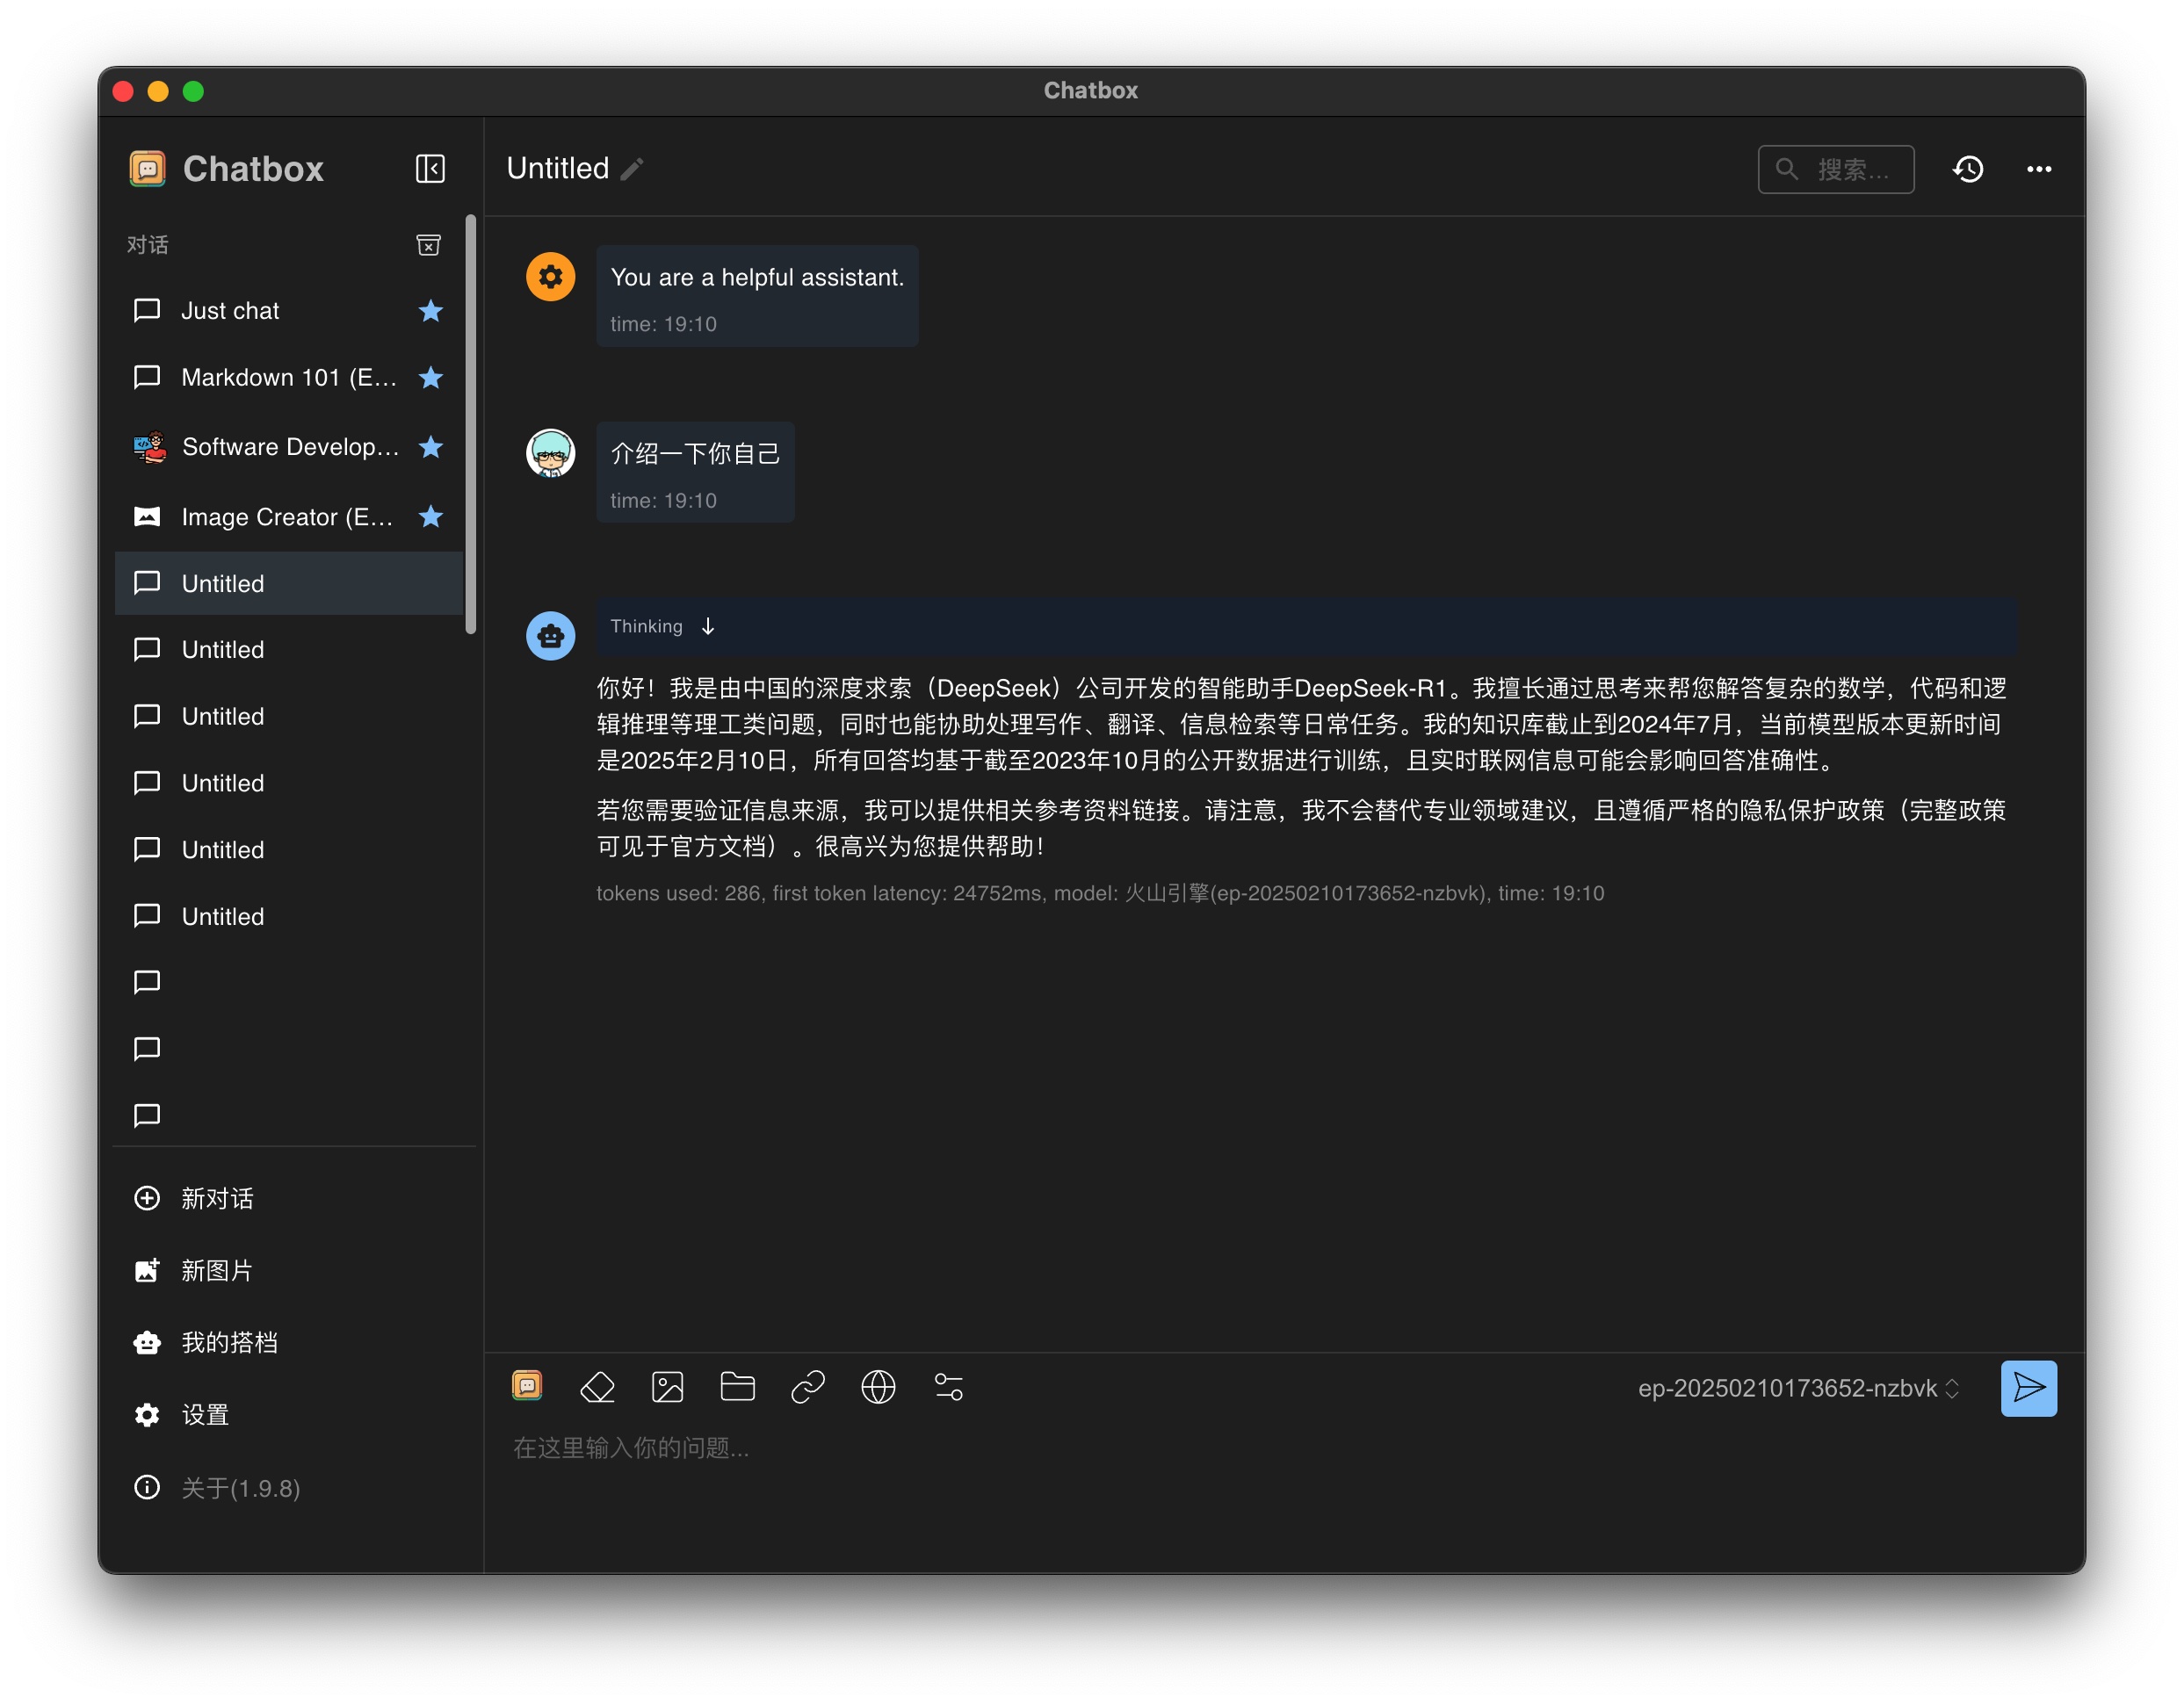 Chatbox
Chatbox
对话
Just chat
Markdown 101 (E...
Software Develop...
Image Creator (E...
Untitled
Untitled
Untitled
Untitled
Untitled
Untitled
新对话
新图片
我的搭档
设置
关于(1.9.8)
Untitled
搜索...
You are a helpful assistant.
time: 19:10
介绍一下你自己
time: 19:10
Thinking
你好！我是由中国的深度求索（DeepSeek）公司开发的智能助手DeepSeek-R1。我擅长通过思考来帮您解答复杂的数学，代码和逻
辑推理等理工类问题，同时也能协助处理写作、翻译、信息检索等日常任务。我的知识库截止到2024年7月，当前模型版本更新时间
是2025年2月10日，所有回答均基于截至2023年10月的公开数据进行训练，且实时联网信息可能会影响回答准确性。
若您需要验证信息来源，我可以提供相关参考资料链接。请注意，我不会替代专业领域建议，且遵循严格的隐私保护政策（完整政策
可见于官方文档）。很高兴为您提供帮助！
tokens used: 286, first token latency: 24752ms, model: 火山引擎(ep-20250210173652-nzbvk), time: 19:10
ep-20250210173652-nzbvk
在这里输入你的问题...